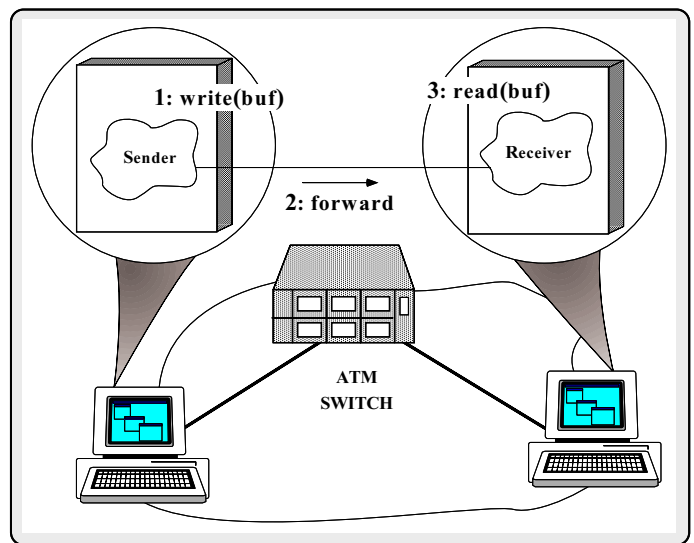 1: write(buf)
3: read(buf)
Sender
Receiver
2: forward
ATM
SWITCH